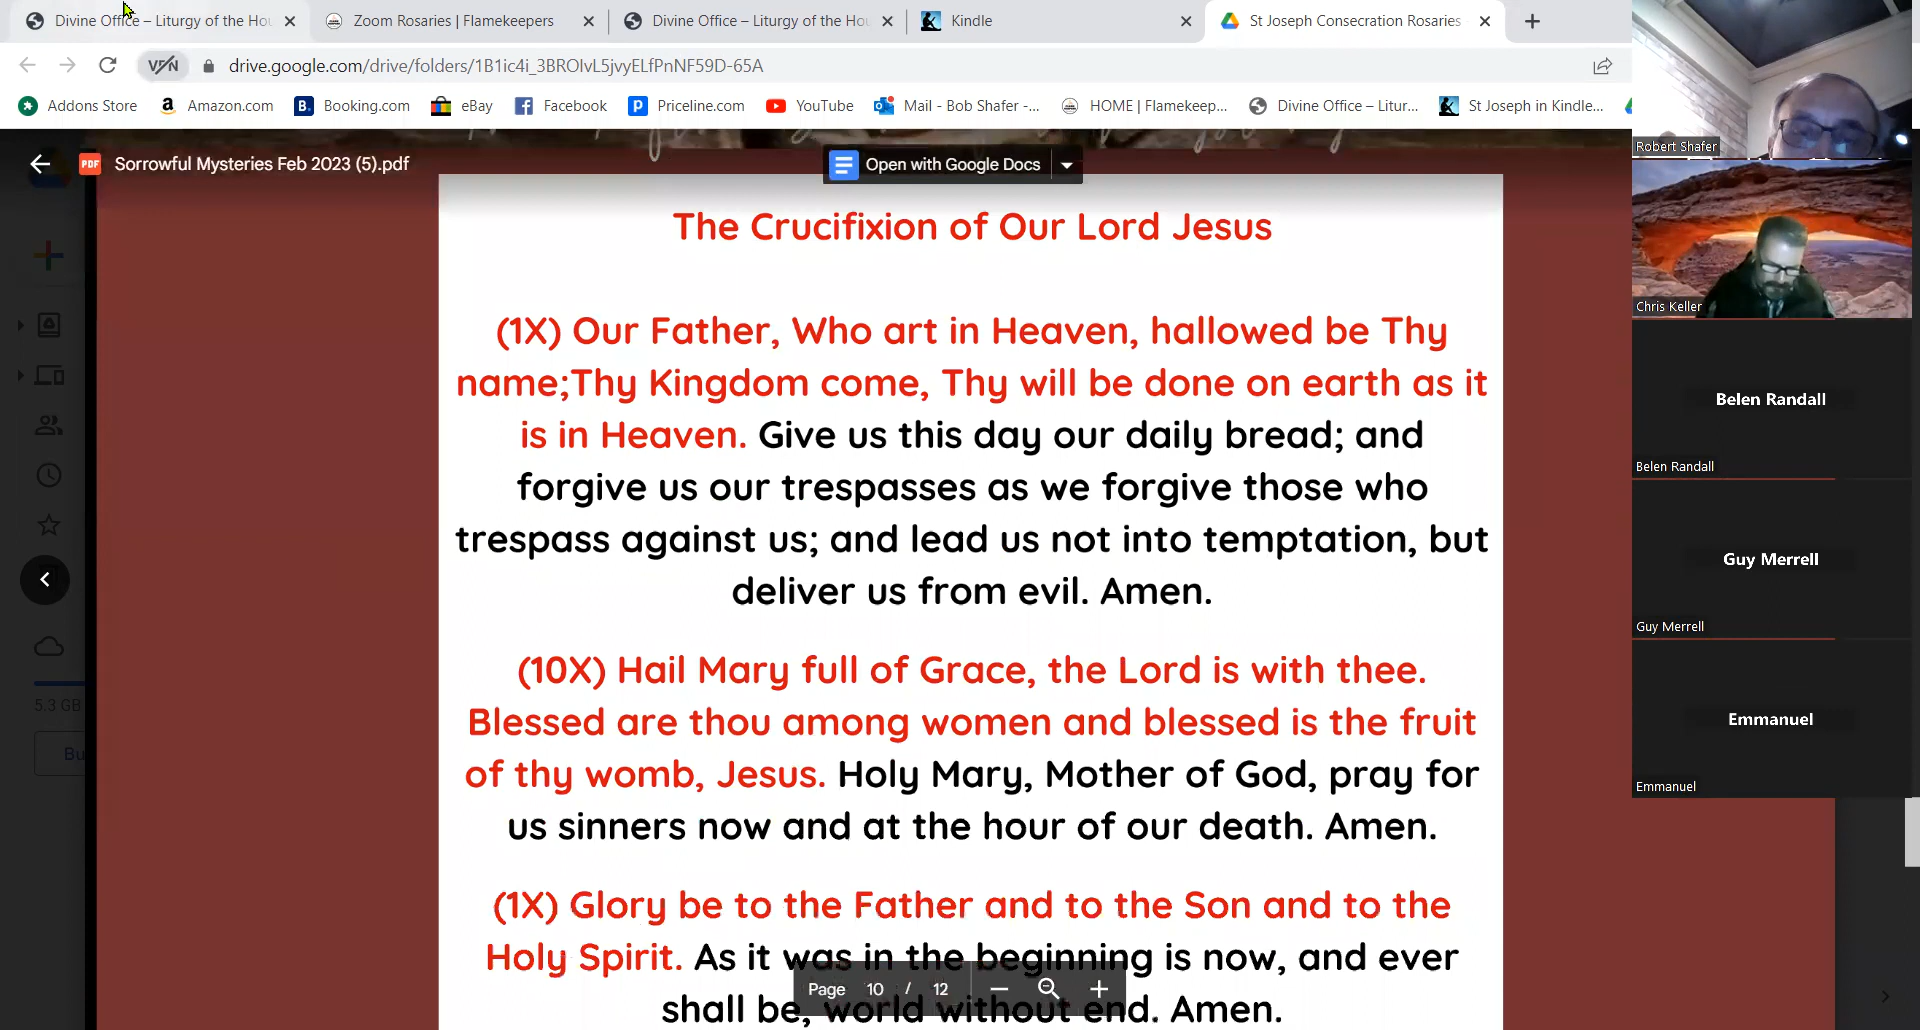 Divine Office – Liturgy of the Hou
Zoom Rosaries | Flamekeepers
Divine Office – Liturgy of the Hou
Kindle
St Joseph Consecration Rosaries
VPN
drive.google.com/drive/folders/1B1ic4i_3BROIvL5jvyELfPnNF59D-65A
Addons Store
Amazon.com
Booking.com
eBay
Facebook
Priceline.com
YouTube
Mail - Bob Shafer -...
HOME | Flamekeep...
Divine Office – Litur...
St Joseph in Kindle...
PDF
Sorrowful Mysteries Feb 2023 (5).pdf
Open with Google Docs
The Crucifixion of Our Lord Jesus
(1X) Our Father, Who art in Heaven, hallowed be Thy
name;Thy Kingdom come, Thy will be done on earth as it
is in Heaven. Give us this day our daily bread; and
forgive us our trespasses as we forgive those who
trespass against us; and lead us not into temptation, but
deliver us from evil. Amen.
(10X) Hail Mary full of Grace, the Lord is with thee.
Blessed are thou among women and blessed is the fruit
of thy womb, Jesus. Holy Mary, Mother of God, pray for
us sinners now and at the hour of our death. Amen.
(1X) Glory be to the Father and to the Son and to the
Holy Spirit. As it was in the beginning is now, and ever
shall be, world without end. Amen.
Page 10 / 12
5.3 GB
Bu
Robert Shafer
Chris Keller
Belen Randall
Belen Randall
Guy Merrell
Guy Merrell
Emmanuel
Emmanuel